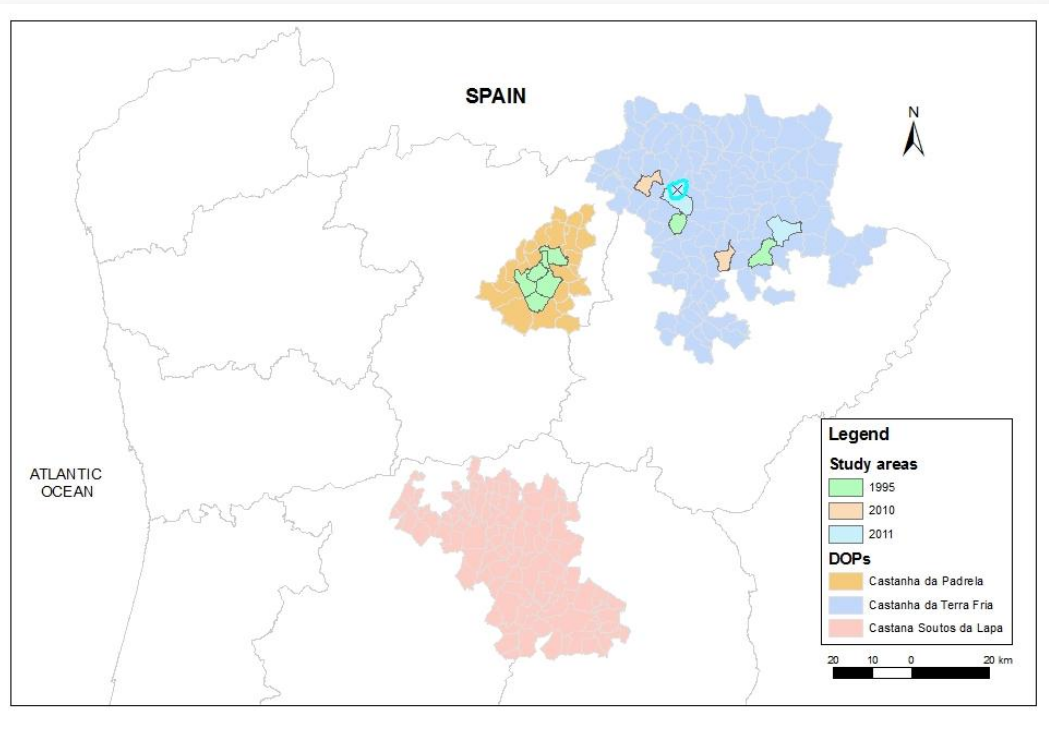 SPAIN
N
ATLANTIC
OCEAN
Legend
Study areas
1995
2010
2011
DOPs
Castanha da Padrela
Castanha da Terra Fria
Castana Soutos da Lapa
20 10 0 20 km